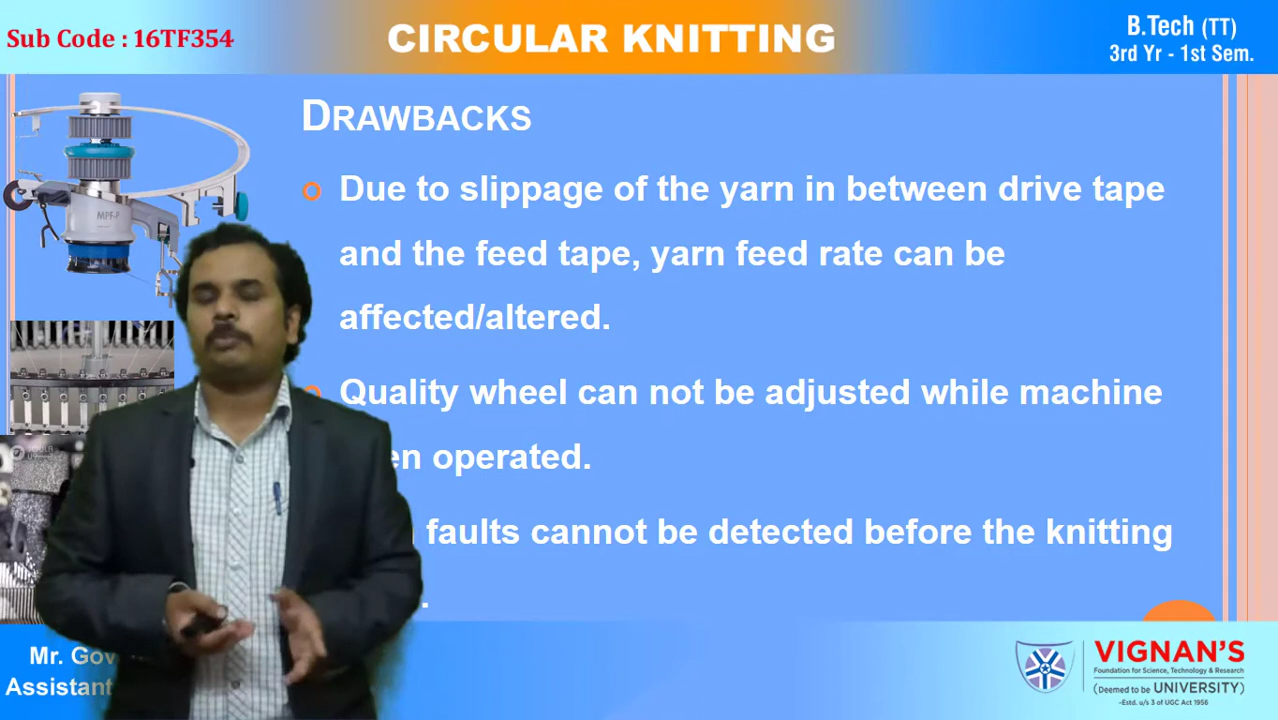 Sub Code : 16TF354
CIRCULAR KNITTING
B.Tech (TT)
3rd Yr - 1st Sem.
DRAWBACKS
Due to slippage of the yarn in between drive tape
and the feed tape, yarn feed rate can be
affected/altered.
Quality wheel can not be adjusted while machine
operated.
faults cannot be detected before the knitting
MPF-P
Mr. Gov
Assistant
VIGNAN'S
Foundation for Science, Technology & Research
(Deemed to be UNIVERSITY)
-Estd. u/s 3 of UGC Act 1956